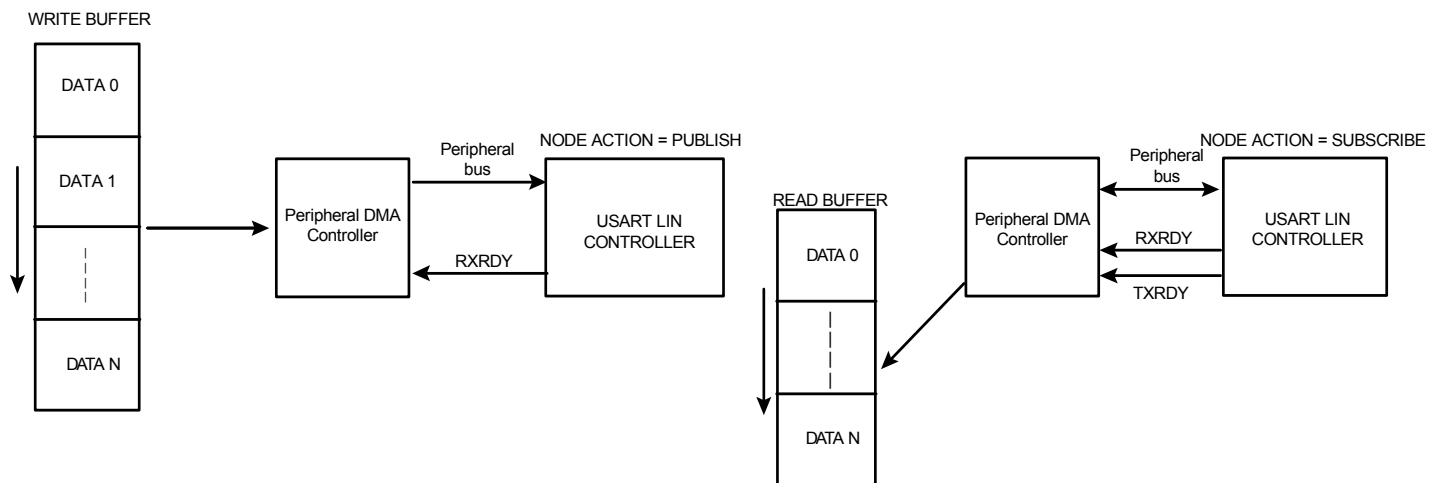 WRITE BUFFER
DATA 0
DATA 1
DATA N
Peripheral DMA
Controller
Peripheral
bus
RXRDY
NODE ACTION = PUBLISH
USART LIN
CONTROLLER
READ BUFFER
DATA 0
DATA N
Peripheral DMA
Controller
Peripheral
bus
RXRDY
TXRDY
NODE ACTION = SUBSCRIBE
USART LIN
CONTROLLER